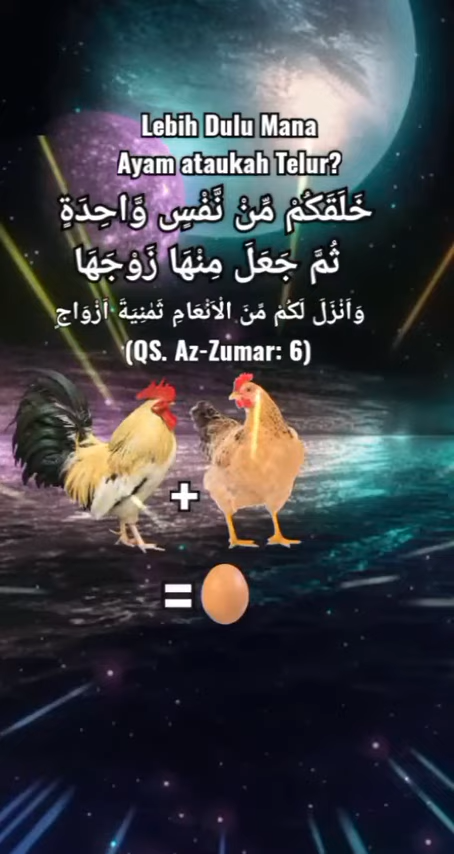 Lebih Dulu Mana
Ayam ataukah Telur?
خَلَقَكُمْ مِّنْ نَّفْسٍ وَّاحِدَةٍ
ثُمَّ جَعَلَ مِنْهَا زَوْجَهَا
وَاَنْزَلَ لَكُمْ مِّنَ الْاَنْعَامِ ثَمٰنِيَةَ اَزْوَاجٍ
(QS. Az-Zumar: 6)
+
=